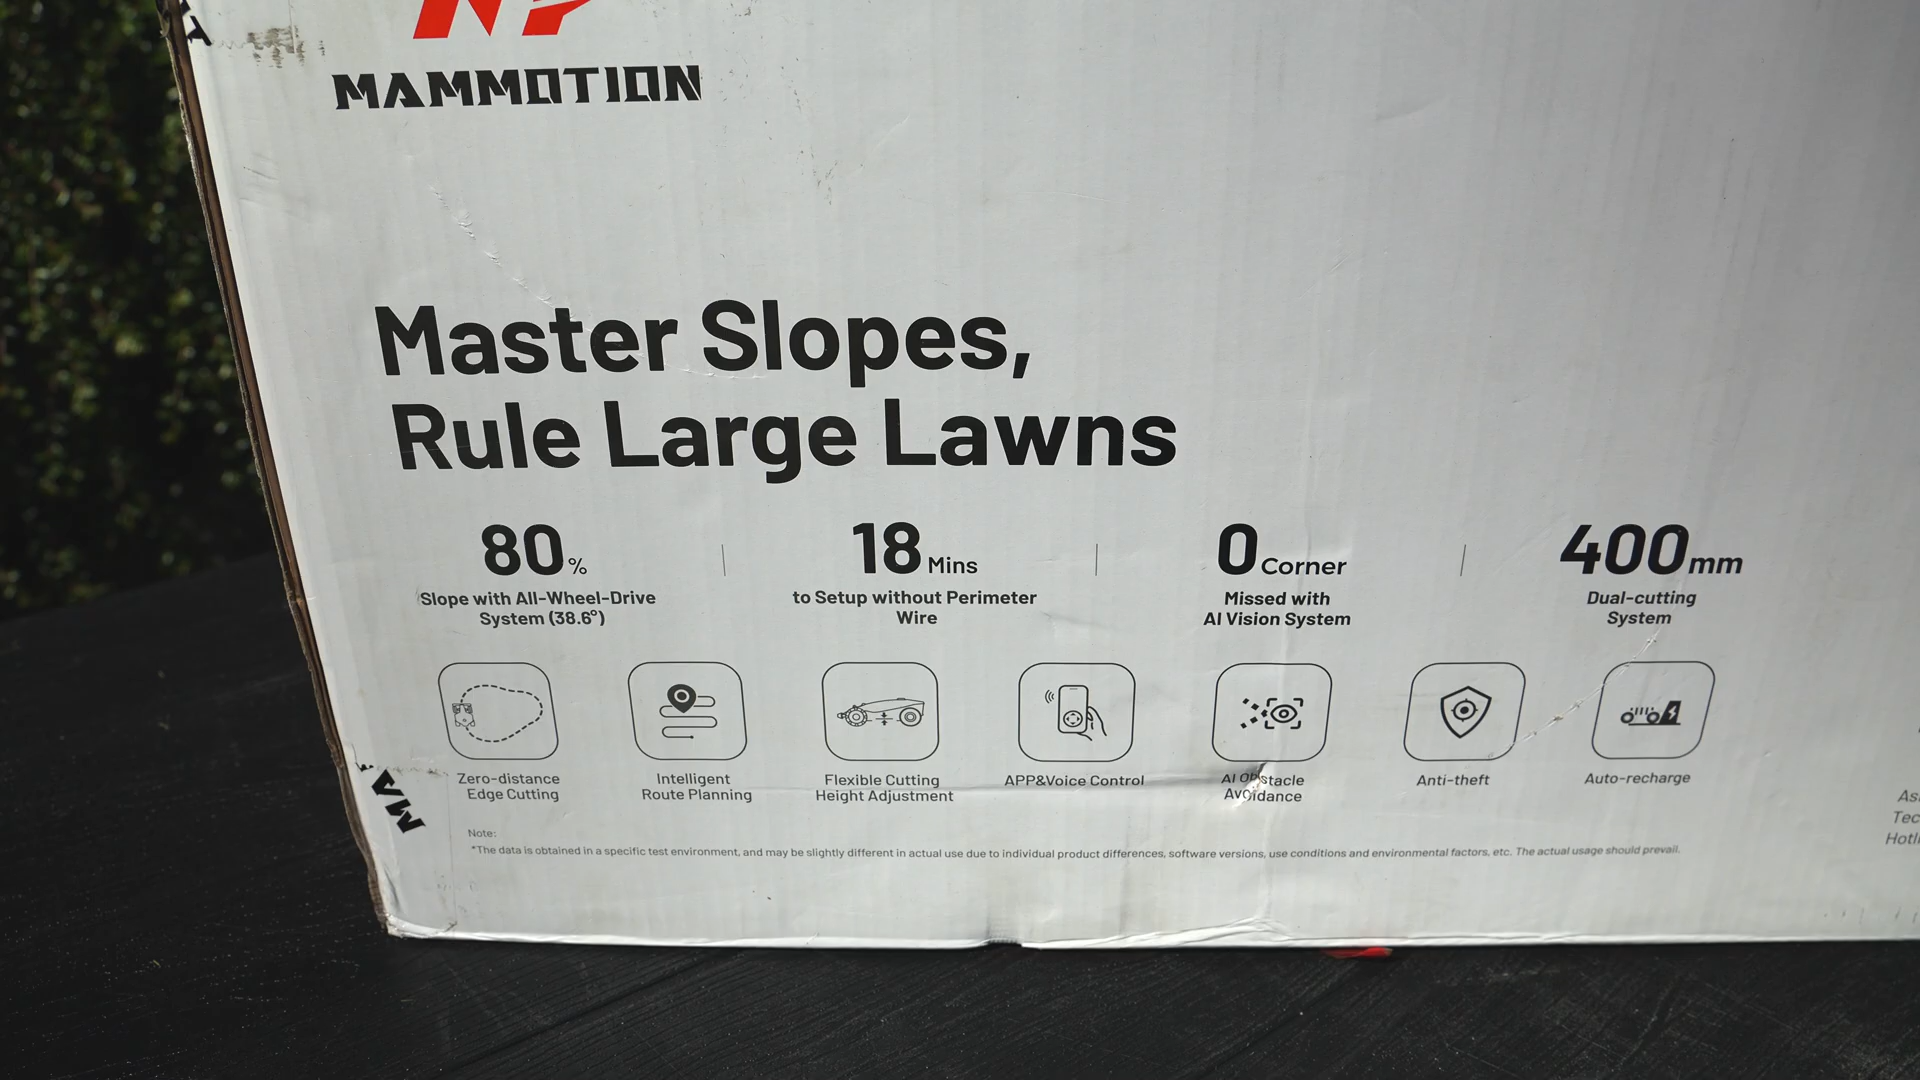 MAMMOTION
Master Slopes,
Rule Large Lawns
80%
Slope with All-Wheel-Drive
System (38.6°)
18 Mins
to Setup without Perimeter
Wire
0 Corner
Missed with
AI Vision System
400mm
Dual-cutting
System
Zero-distance
Edge Cutting
Intelligent
Route Planning
Flexible Cutting
Height Adjustment
APP&Voice Control
AI Obstacle
Avoidance
Anti-theft
Auto-recharge
MA
Note:
*The data is obtained in a specific test environment, and may be slightly different in actual use due to individual product differences, software versions, use conditions and environmental factors, etc. The actual usage should prevail.